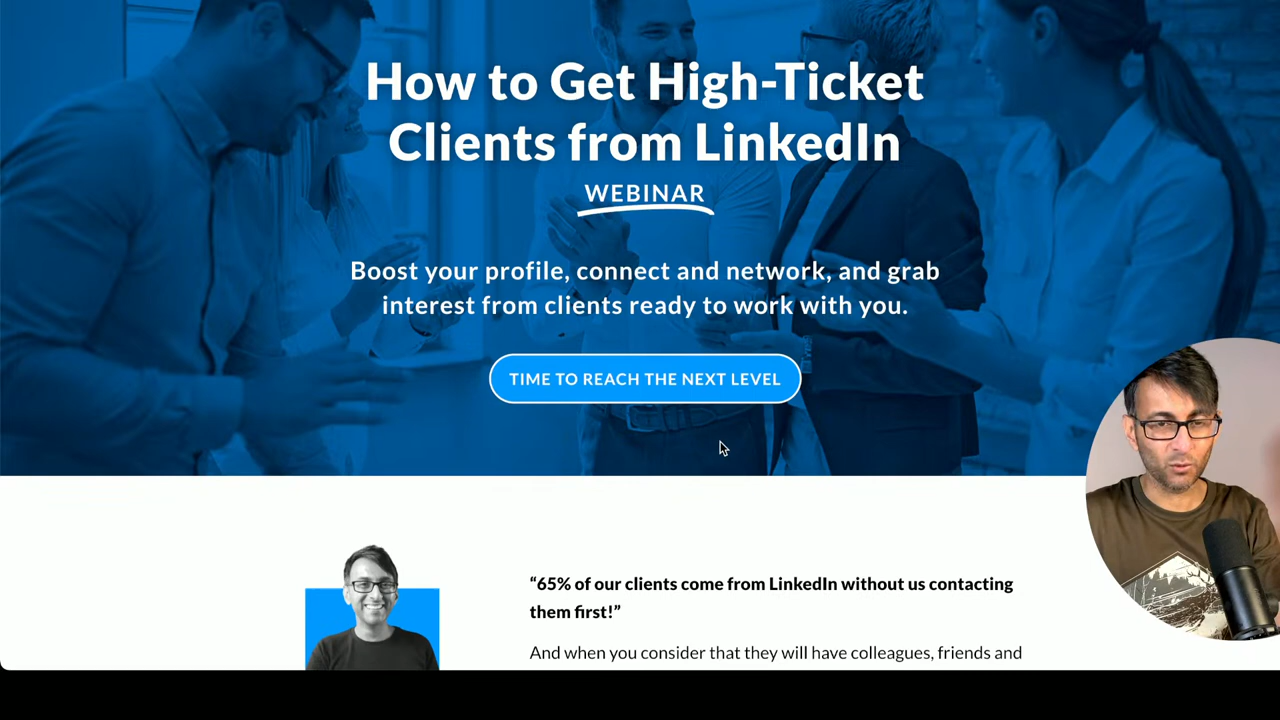 How to Get High-Ticket
Clients from LinkedIn
WEBINAR
Boost your profile, connect and network, and grab
interest from clients ready to work with you.
TIME TO REACH THE NEXT LEVEL
“65% of our clients come from LinkedIn without us contacting
them first!”
And when you consider that they will have colleagues, friends and